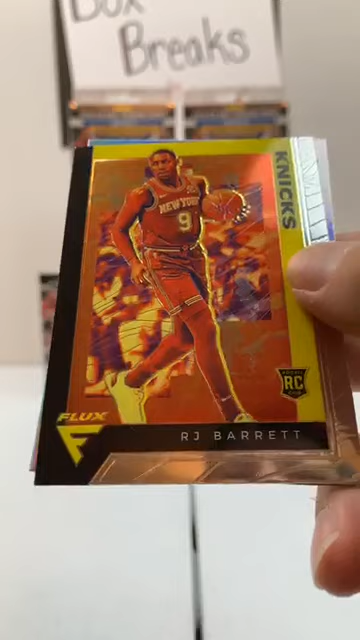 Box
Breaks
KNICKS
NEW YORK
9
RC
FLUX
RJ BARRETT